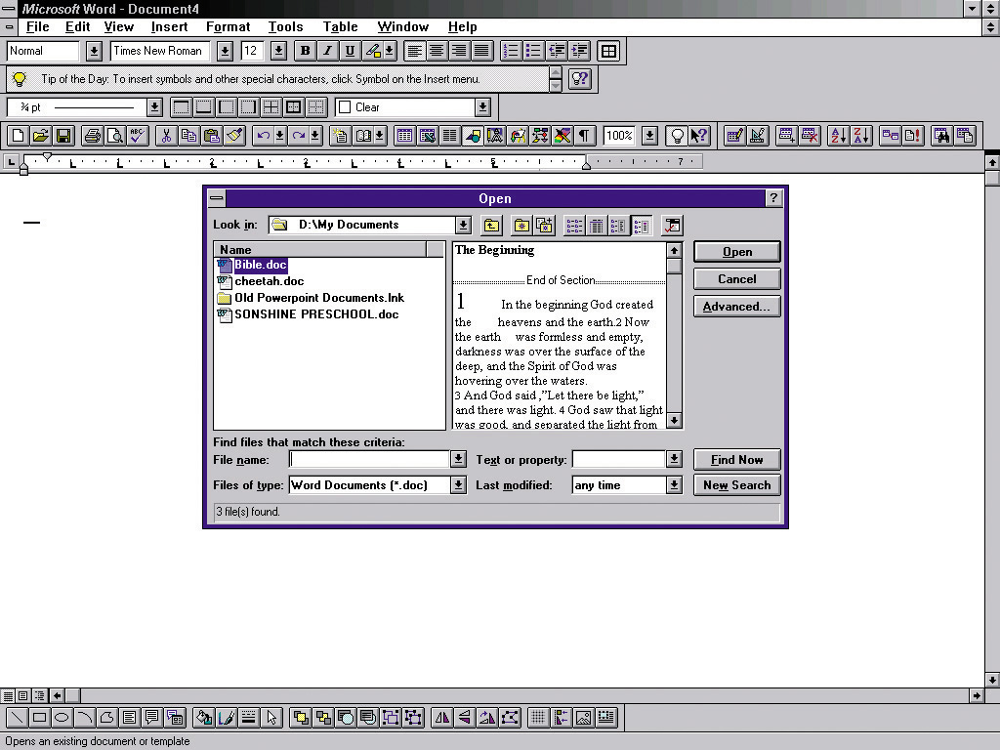 Microsoft Word - Document4
File Edit View Insert Format Tools Table Window Help
Normal Times New Roman 12 B I U
Tip of the Day: To insert symbols and other special characters, click Symbol on the Insert menu.
¾ pt Clear
ABC 100% ¶ ? A Z Z A
L 1 2 3 4 5 7
Open ?
Look in: D:\My Documents
Name
Bible.doc
cheetah.doc
Old Powerpoint Documents.lnk
SONSHINE PRESCHOOL.doc
The Beginning
End of Section
1 In the beginning God created
the heavens and the earth.2 Now
the earth was formless and empty,
darkness was over the surface of the
deep, and the Spirit of God was
hovering over the waters.
3 And God said ,"Let there be light,"
and there was light. 4 God saw that light
was good, and separated the light from
Open
Cancel
Advanced...
Find files that match these criteria:
File name: Text or property: Find Now
Files of type: Word Documents (*.doc) Last modified: any time New Search
3 file(s) found.
Opens an existing document or template